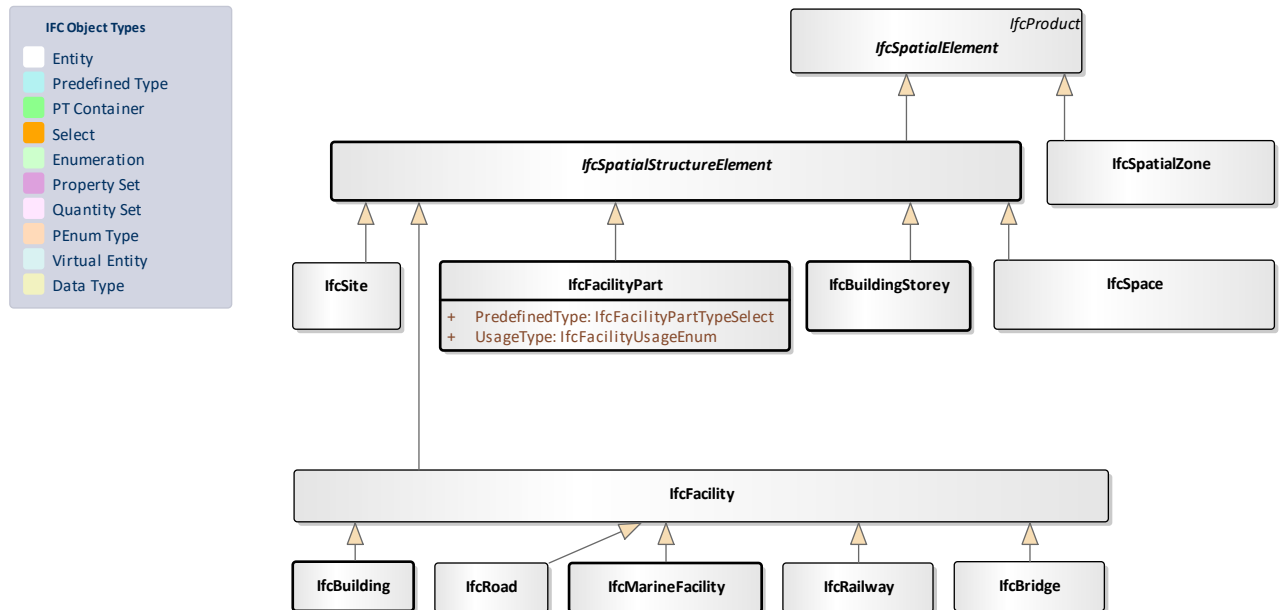 IFC Object Types
Entity
Predefined Type
PT Container
Select
Enumeration
Property Set
Quantity Set
PEnum Type
Virtual Entity
Data Type
IfcProduct
IfcSpatialElement
IfcSpatialStructureElement
IfcSpatialZone
IfcSite
IfcFacilityPart
+ PredefinedType: IfcFacilityPartTypeSelect
+ UsageType: IfcFacilityUsageEnum
IfcBuildingStorey
IfcSpace
IfcFacility
IfcBuilding
IfcRoad
IfcMarineFacility
IfcRailway
IfcBridge